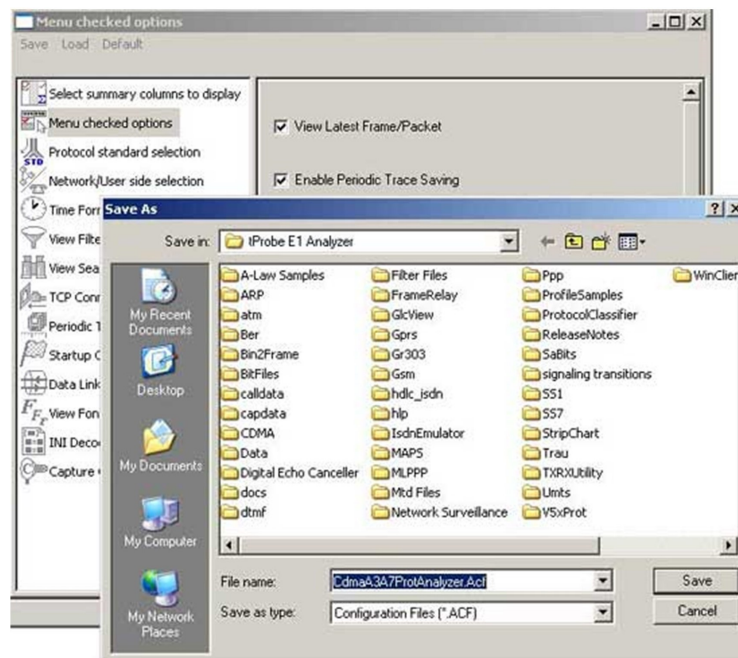 Menu checked options
Save Load Default
Select summary columns to display
Menu checked options
Protocol standard selection
Network/User side selection
Time For
View Filte
View Sea
TCP Conr
Periodic T
Startup C
Data Link
View Fon
INI Deco
Capture
View Latest Frame/Packet
Enable Periodic Trace Saving
Save As
Save in:
tProbe E1 Analyzer
My Recent
Documents
Desktop
My Documents
My Computer
My Network
Places
A-Law Samples
ARP
atm
Ber
Bin2Frame
BitFiles
calldata
capdata
CDMA
Data
Digital Echo Canceller
docs
dtmf
Filter Files
FrameRelay
GlcView
Gprs
Gr303
Gsm
hdlc_isdn
hlp
IsdnEmulator
MAPS
MLPPP
Mtd Files
Network Surveillance
Ppp
ProfileSamples
ProtocolClassifier
ReleaseNotes
SaBits
signaling transitions
SS1
SS7
StripChart
Trau
TXRXUtility
Umts
V5xProt
WinClier
File name:
CdmaA3A7ProtAnalyzer.Acf
Save
Save as type:
Configuration Files (*.ACF)
Cancel